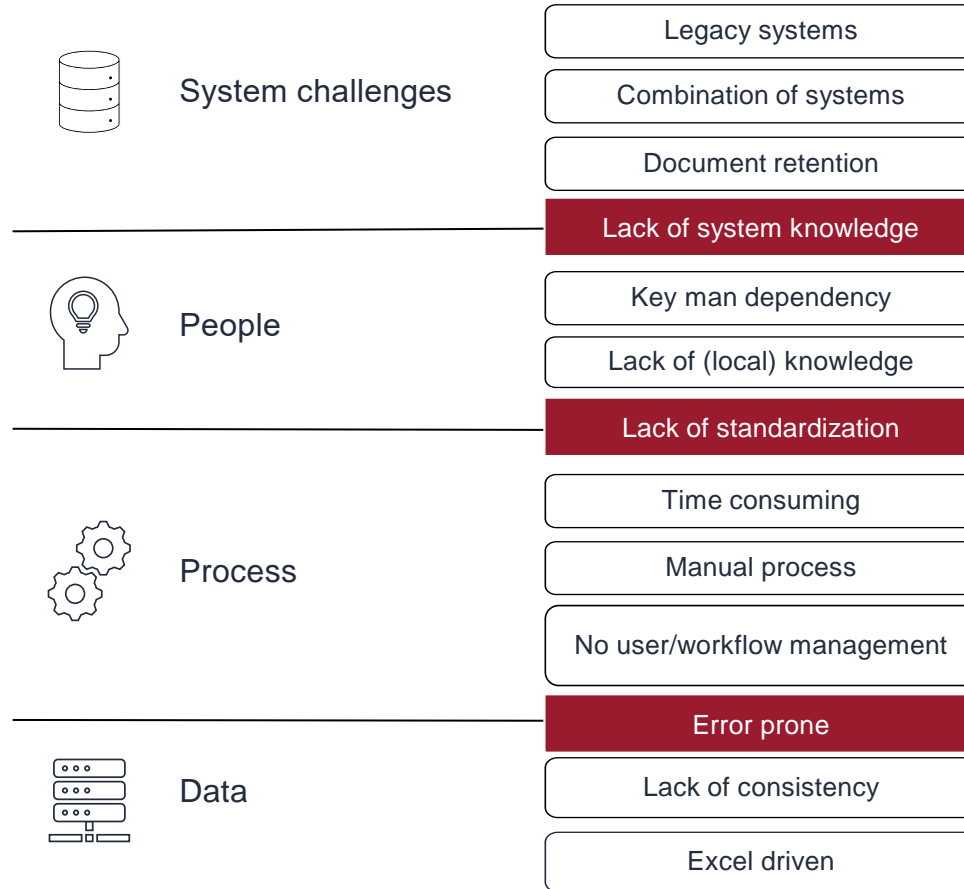 System challenges
Legacy systems
Combination of systems
Document retention
Lack of system knowledge
People
Key man dependency
Lack of (local) knowledge
Lack of standardization
Process
Time consuming
Manual process
No user/workflow management
Error prone
Data
Lack of consistency
Excel driven